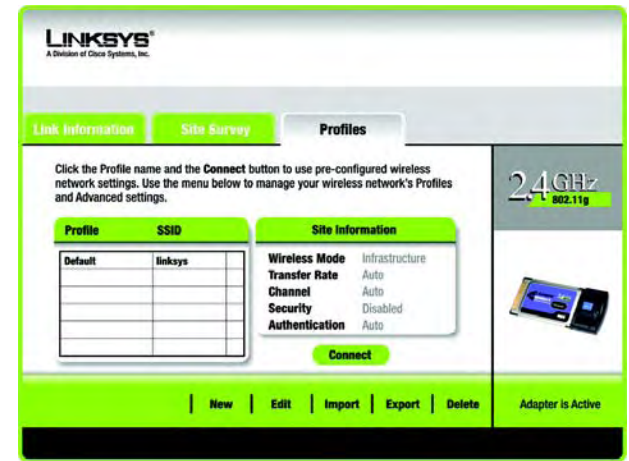 LINKSYS®
A Division of Cisco Systems, Inc.
Link Information Site Survey Profiles
Click the Profile name and the Connect button to use pre-configured wireless
network settings. Use the menu below to manage your wireless network's Profiles
and Advanced settings.
Profile SSID
Default linksys
Site Information
Wireless Mode Infrastructure
Transfer Rate Auto
Channel Auto
Security Disabled
Authentication Auto
Connect
2.4GHz
802.11g
New | Edit | Import | Export | Delete
Adapter is Active